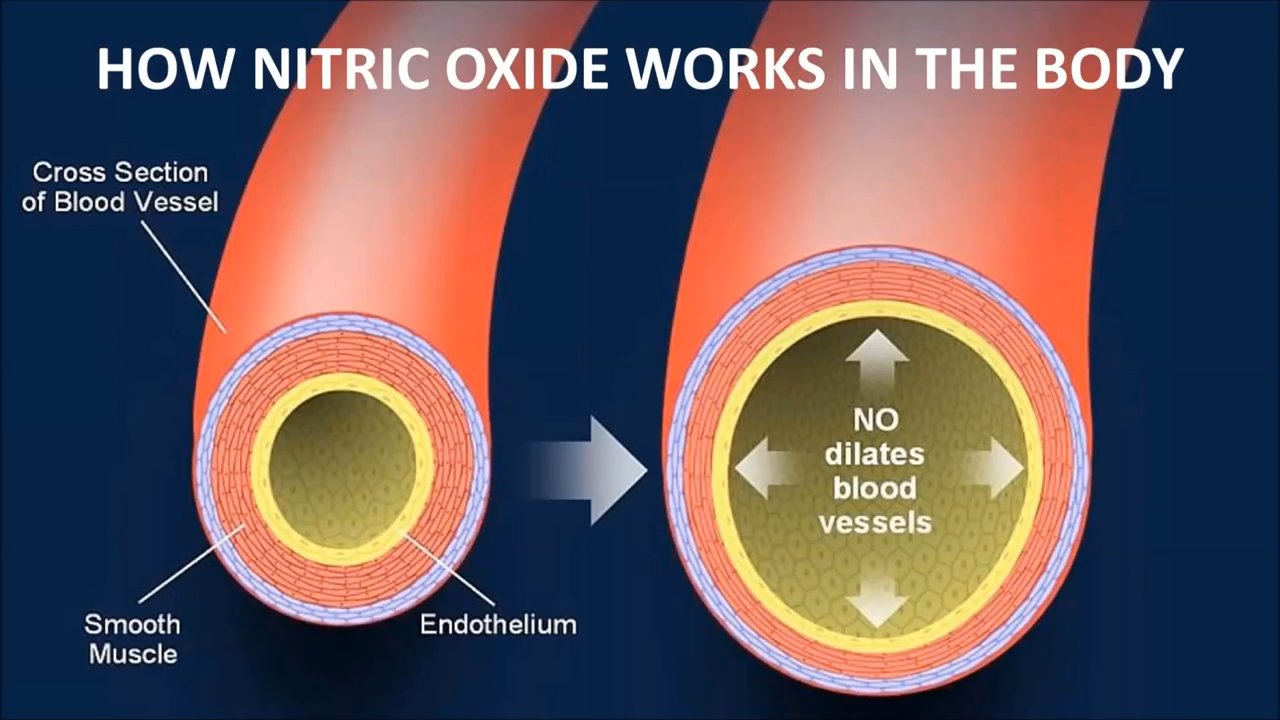 HOW NITRIC OXIDE WORKS IN THE BODY
Cross Section
of Blood Vessel
NO
dilates
blood
vessels
Smooth
Muscle
Endothelium